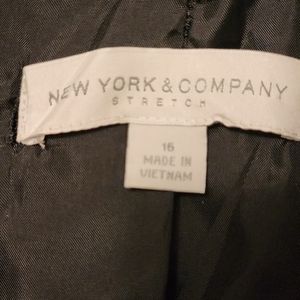 NEW YORK & COMPANY
STRETCH
16
MADE IN
VIETNAM